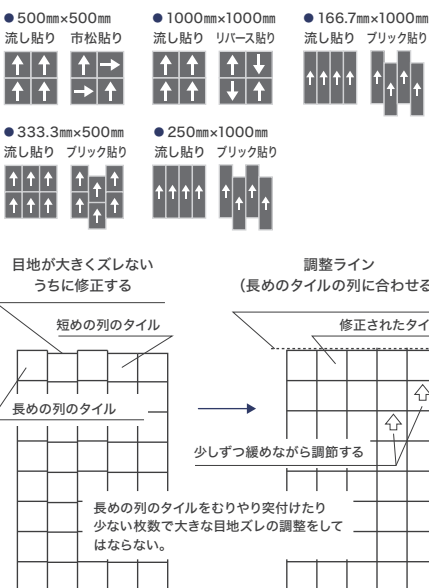 ●500㎜×500㎜
流し貼り 市松貼り
●1000㎜×1000㎜
流し貼り リバース貼り
●166.7㎜×1000㎜
流し貼り ブリック貼り
●333.3㎜×500㎜
流し貼り ブリック貼り
●250㎜×1000㎜
流し貼り ブリック貼り
目地が大きくズレない
うちに修正する
短めの列のタイル
長めの列のタイル
調整ライン
（長めのタイルの列に合わせる
修正されたタイ
少しずつ緩めながら調節する
長めの列のタイルをむりやり突付けたり
少ない枚数で大きな目地ズレの調整をして
はならない。